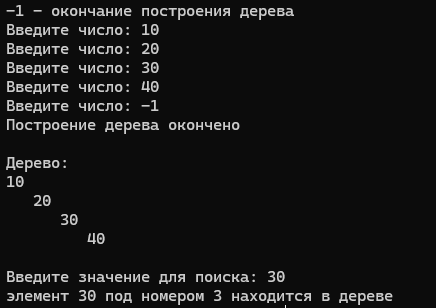 -1 - окончание построения дерева
Введите число: 10
Введите число: 20
Введите число: 30
Введите число: 40
Введите число: -1
Построение дерева окончено

Дерево:
10
   20
      30
         40

Введите значение для поиска: 30
элемент 30 под номером 3 находится в дереве